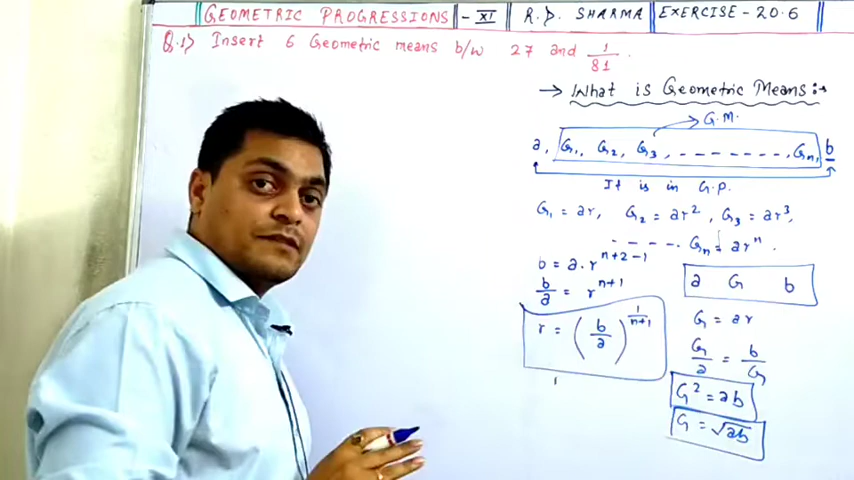 GEOMETRIC PROGRESSIONS - XI R.D. SHARMA EXERCISE - 20.6
Q.1> Insert 6 Geometric means b/w 27 and 1/81.
→ What is Geometric Means :→
G.M.
a, G₁, G₂, G₃, - - - - - - - -, Gₙ, b
It is in G.P.
G₁ = ar, G₂ = ar², G₃ = ar³,
- - - - . Gₙ = arⁿ.
b = a. rⁿ⁺²⁻¹
b/a = rⁿ⁺¹
r = (b/a)^(1/(n+1))
a G b
G = ar
G/a = b/G
G² = ab
G = √ab